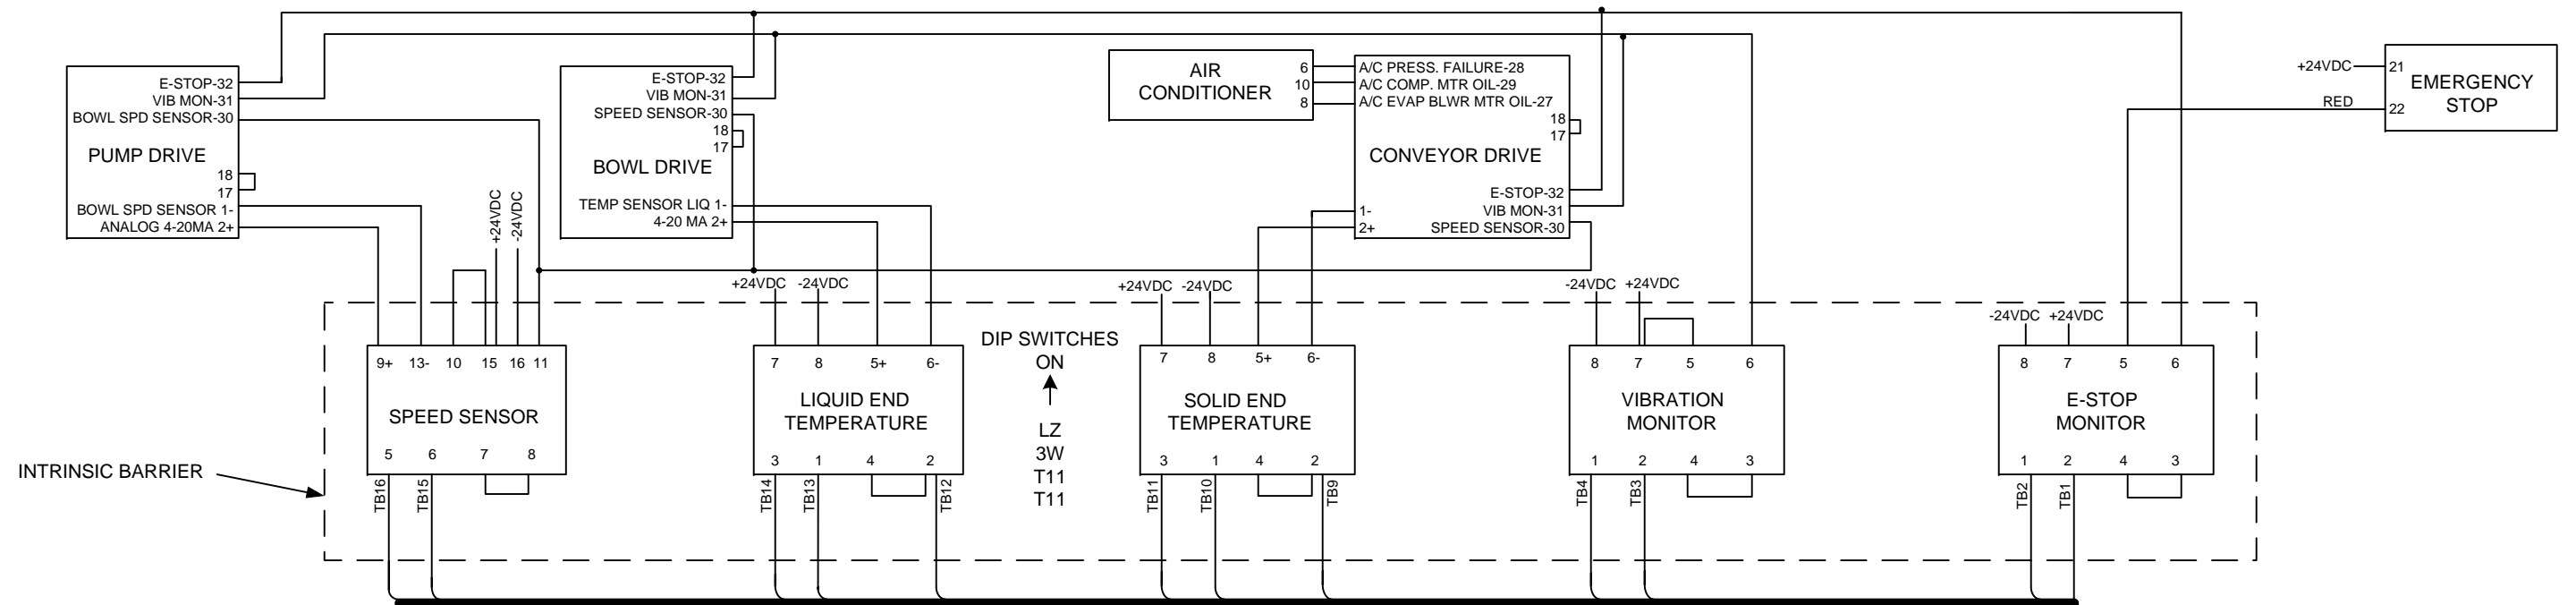 E-STOP-32
VIB MON-31
BOWL SPD SENSOR-30
PUMP DRIVE
18
17
BOWL SPD SENSOR 1-
ANALOG 4-20MA 2+
E-STOP-32
VIB MON-31
SPEED SENSOR-30
18
17
BOWL DRIVE
TEMP SENSOR LIQ 1-
4-20 MA 2+
AIR
CONDITIONER
6
10
8
A/C PRESS. FAILURE-28
A/C COMP. MTR OIL-29
A/C EVAP BLWR MTR OIL-27
18
17
CONVEYOR DRIVE
E-STOP-32
VIB MON-31
SPEED SENSOR-30
1-
2+
+24VDC
RED
21
22
EMERGENCY
STOP
+24VDC
-24VDC
9+ 13- 10 15 16 11
SPEED SENSOR
5 6 7 8
TB16
TB15
+24VDC -24VDC
7 8 5+ 6-
LIQUID END
TEMPERATURE
3 1 4 2
TB14
TB13
TB12
DIP SWITCHES
ON
LZ
3W
T11
T11
+24VDC -24VDC
7 8 5+ 6-
SOLID END
TEMPERATURE
3 1 4 2
TB11
TB10
TB9
-24VDC +24VDC
8 7 5 6
VIBRATION
MONITOR
1 2 4 3
TB4
TB3
-24VDC +24VDC
8 7 5 6
E-STOP
MONITOR
1 2 4 3
TB2
TB1
INTRINSIC BARRIER